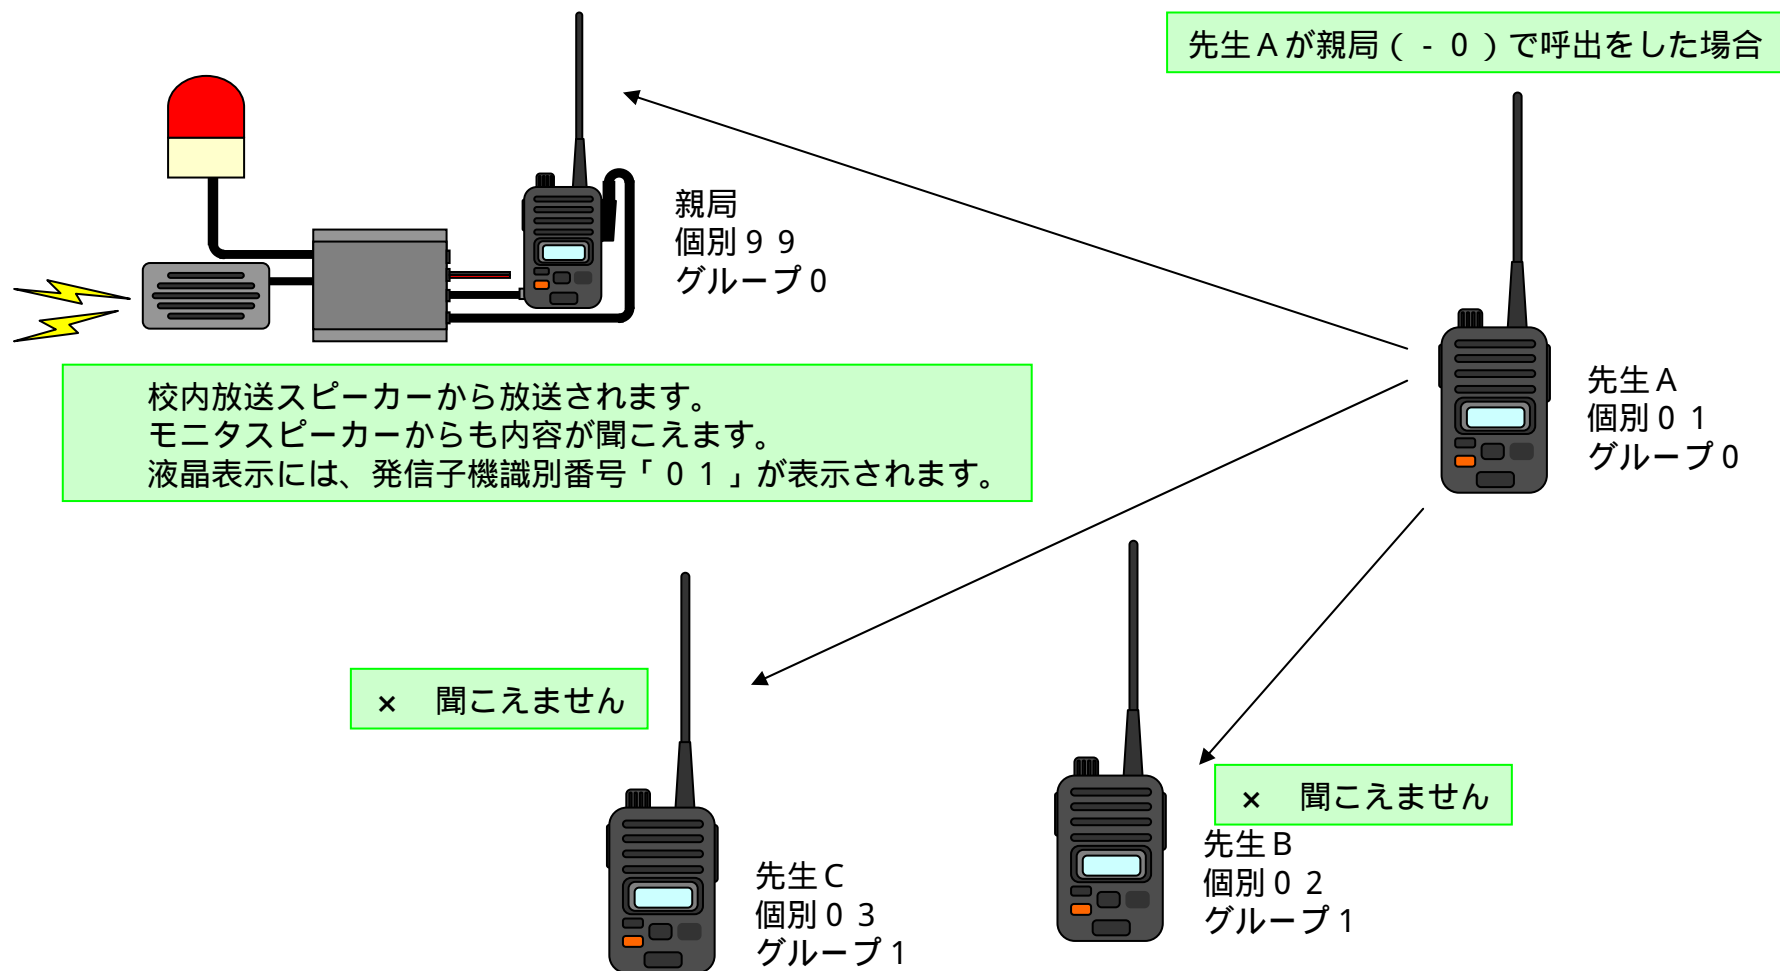 先生Ａが親局（ - ０）で呼出をした場合
親局
個別９９
グループ０
校内放送スピーカーから放送されます。
モニタスピーカーからも内容が聞こえます。
液晶表示には、発信子機識別番号「０１」が表示されます。
先生Ａ
個別０１
グループ０
× 聞こえません
先生Ｃ
個別０３
グループ１
× 聞こえません
先生Ｂ
個別０２
グループ１